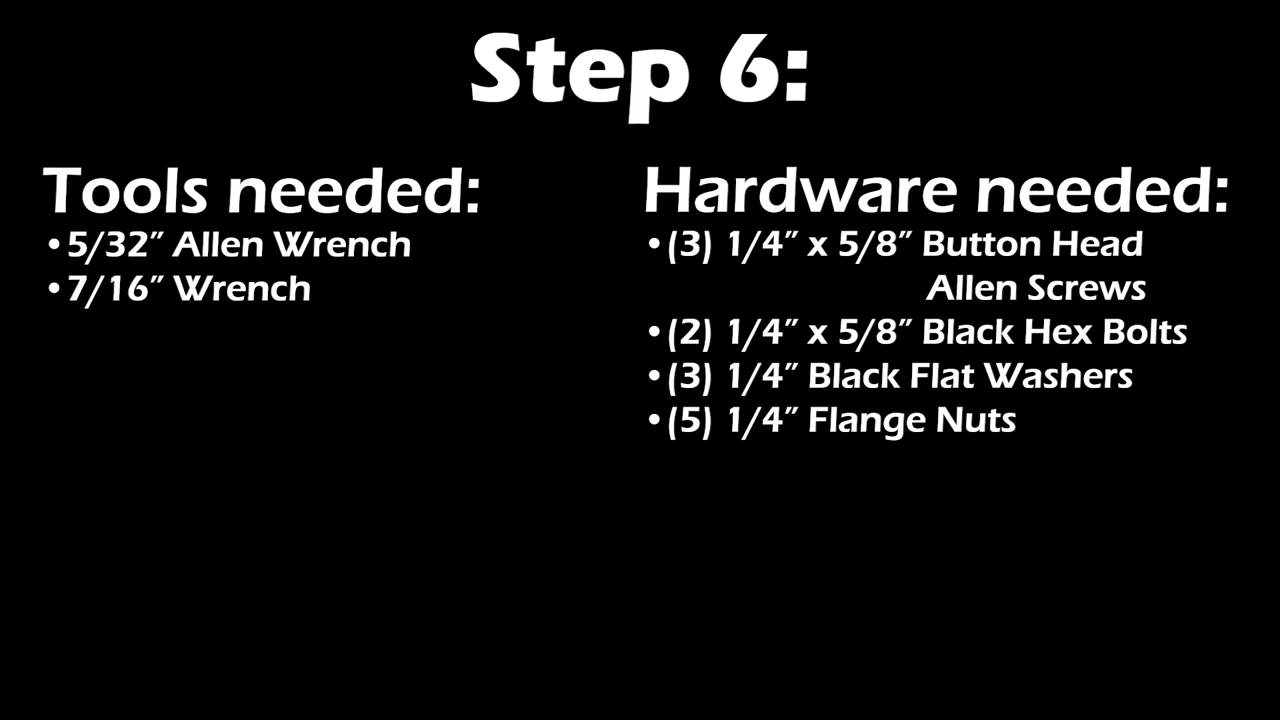 Step 6:
Tools needed:
•5/32” Allen Wrench
•7/16” Wrench
Hardware needed:
•(3) 1/4” x 5/8” Button Head
Allen Screws
•(2) 1/4” x 5/8” Black Hex Bolts
•(3) 1/4” Black Flat Washers
•(5) 1/4” Flange Nuts